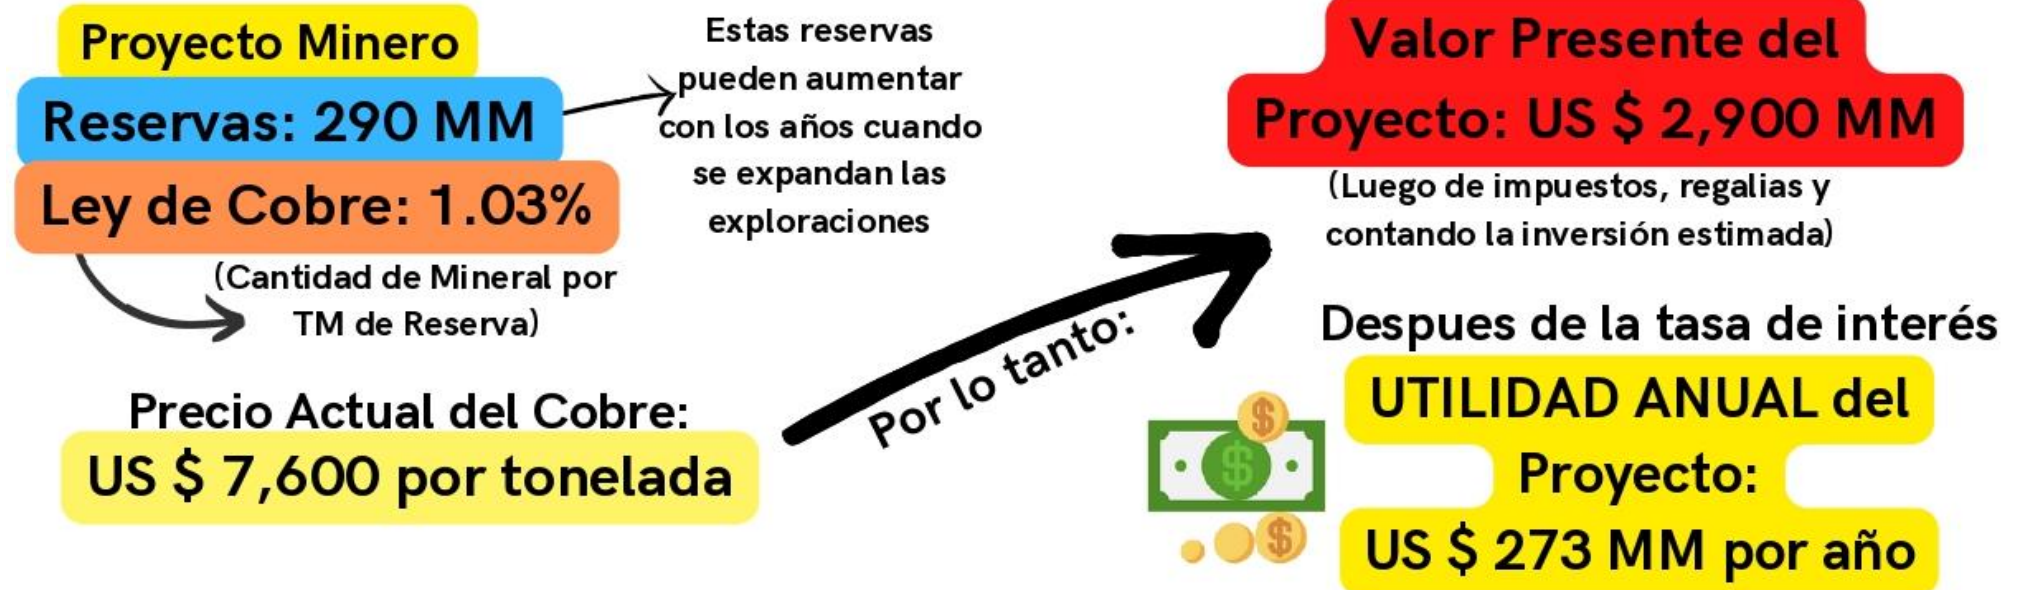 Proyecto Minero
Reservas: 290 MM
Ley de Cobre: 1.03%
(Cantidad de Mineral por
TM de Reserva)
Estas reservas
pueden aumentar
con los años cuando
se expandan las
exploraciones
Precio Actual del Cobre:
US $ 7,600 por tonelada
Por lo tanto:
Valor Presente del
Proyecto: US $ 2,900 MM
(Luego de impuestos, regalias y
contando la inversión estimada)
Despues de la tasa de interés
UTILIDAD ANUAL del
Proyecto:
US $ 273 MM por año